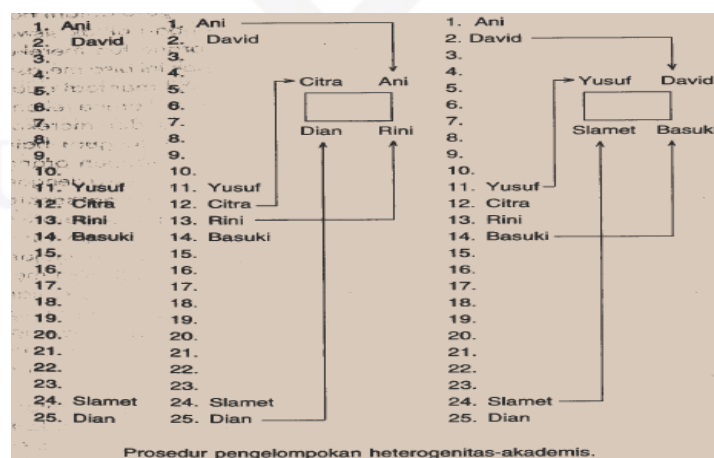 1. Ani
2. David
3.
4.
5.
6.
7.
8.
9.
10.
11. Yusuf
12. Citra
13. Rini
14. Basuki
15.
16.
17.
18.
19.
20.
21.
22.
23.
24. Slamet
25. Dian
1. Ani
2. David
3.
4.
5.
6.
7.
8.
9.
10.
11. Yusuf
12. Citra
13. Rini
14. Basuki
15.
16.
17.
18.
19.
20.
21.
22.
23.
24. Slamet
25. Dian
Citra Ani
Dian Rini
1. Ani
2. David
3.
4.
5.
6.
7.
8.
9.
10.
11. Yusuf
12. Citra
13. Rini
14. Basuki
15.
16.
17.
18.
19.
20.
21.
22.
23.
24. Slamet
25. Dian
Yusuf David
Slamet Basuki
Prosedur pengelompokan heterogenitas-akademis.